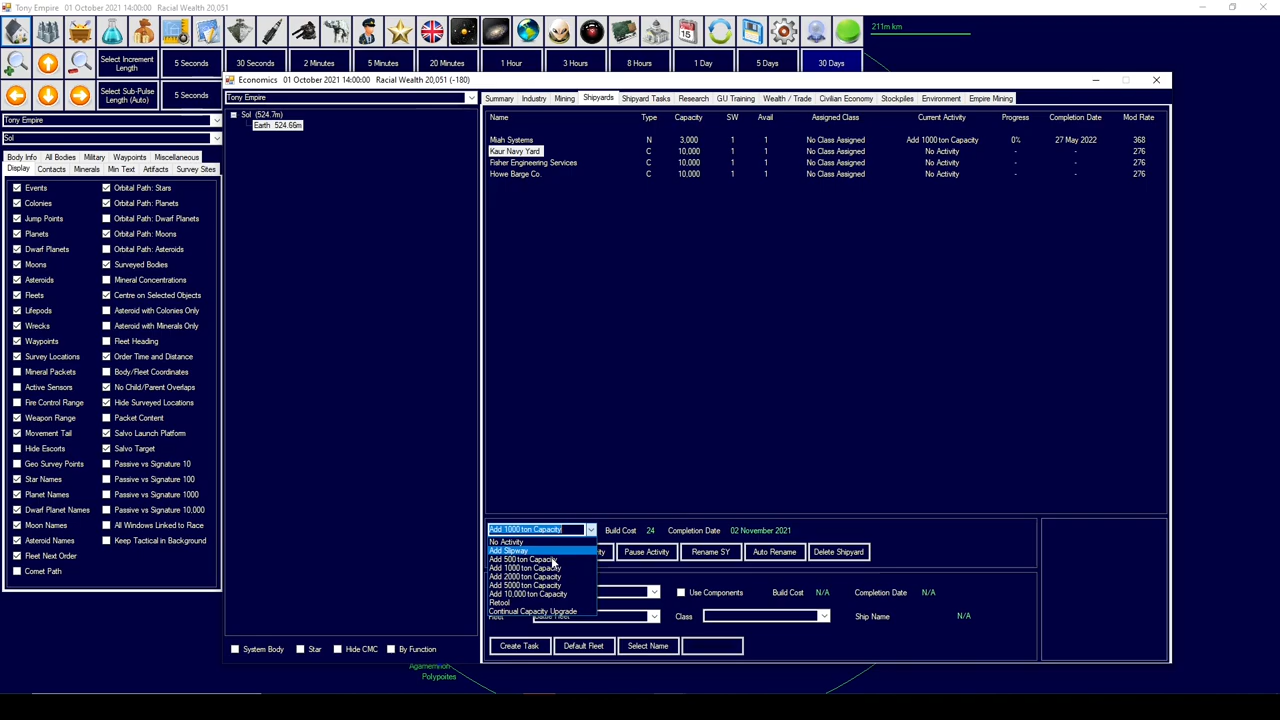 Tony Empire 01 October 2021 14:00:00 Racial Wealth 20,051
211m km
Select Increment Length
5 Seconds
30 Seconds
2 Minutes
5 Minutes
20 Minutes
1 Hour
3 Hours
8 Hours
1 Day
5 Days
30 Days
Select Sub-Pulse Length (Auto)
5 Seconds
Tony Empire
Sol
Body Info All Bodies Military Waypoints Miscellaneous
Display Contacts Minerals Min Text Artifacts Survey Sites
Events Orbital Path: Stars
Colonies Orbital Path: Planets
Jump Points Orbital Path: Dwarf Planets
Planets Orbital Path: Moons
Dwarf Planets Orbital Path: Asteroids
Moons Surveyed Bodies
Asteroids Mineral Concentrations
Fleets Centre on Selected Objects
Lifepods Asteroid with Colonies Only
Wrecks Asteroid with Minerals Only
Waypoints Fleet Heading
Survey Locations Order Time and Distance
Mineral Packets Body/Fleet Coordinates
Active Sensors No Child/Parent Overlaps
Fire Control Range Hide Surveyed Locations
Weapon Range Packet Content
Movement Tail Salvo Launch Platform
Hide Escorts Salvo Target
Geo Survey Points Passive vs Signature 10
Star Names Passive vs Signature 100
Planet Names Passive vs Signature 1000
Dwarf Planet Names Passive vs Signature 10,000
Moon Names All Windows Linked to Race
Asteroid Names Keep Tactical in Background
Fleet Next Order
Comet Path
Economics 01 October 2021 14:00:00 Racial Wealth 20,051 (-180)
Tony Empire
Sol (524.7m)
Earth 524.66m
Summary Industry Mining Shipyards Shipyard Tasks Research GU Training Wealth / Trade Civilian Economy Stockpiles Environment Empire Mining
Name Type Capacity SW Avail Assigned Class Current Activity Progress Completion Date Mod Rate
Miah Systems N 3,000 1 1 No Class Assigned Add 1000 ton Capacity 0% 27 May 2022 368
Kaur Navy Yard C 10,000 1 1 No Class Assigned No Activity - - 276
Fisher Engineering Services C 10,000 1 1 No Class Assigned No Activity - - 276
Howe Barge Co. C 10,000 1 1 No Class Assigned No Activity - - 276
Add 1000 ton Capacity Build Cost 24 Completion Date 02 November 2021
No Activity
Add Slipway
Add 500 ton Capacity
Add 1000 ton Capacity
Add 2000 ton Capacity
Add 5000 ton Capacity
Add 10,000 ton Capacity
Retool
Continual Capacity Upgrade
Pause Activity Rename SY Auto Rename Delete Shipyard
Use Components Build Cost N/A Completion Date N/A
Class Ship Name N/A
Create Task Default Fleet Select Name
System Body Star Hide CMC By Function
Agamemnon
Polypoites